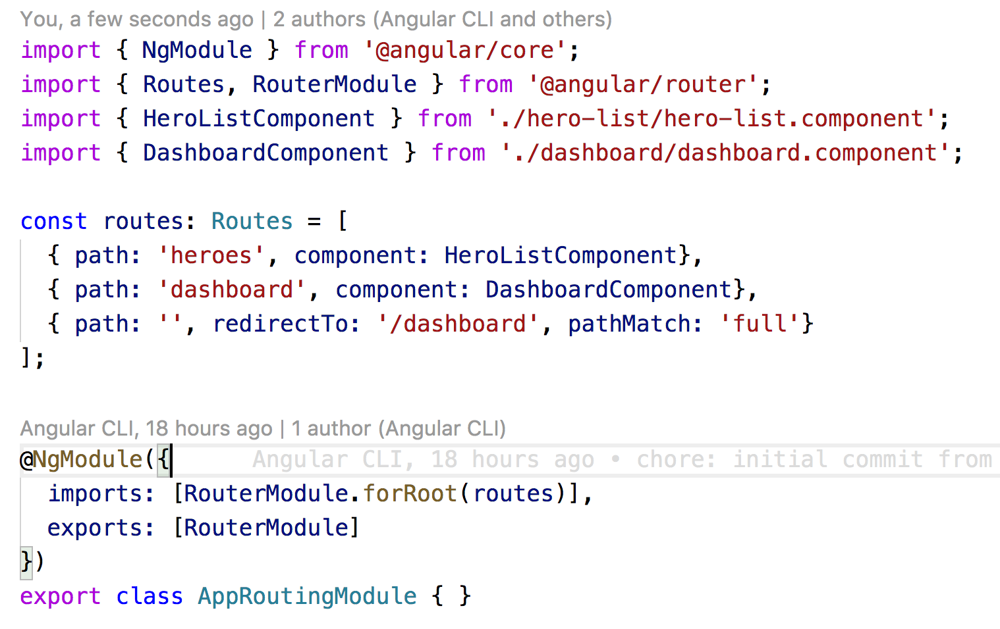 You, a few seconds ago | 2 authors (Angular CLI and others)
import { NgModule } from '@angular/core';
import { Routes, RouterModule } from '@angular/router';
import { HeroListComponent } from './hero-list/hero-list.component';
import { DashboardComponent } from './dashboard/dashboard.component';
const routes: Routes = [
  { path: 'heroes', component: HeroListComponent},
  { path: 'dashboard', component: DashboardComponent},
  { path: '', redirectTo: '/dashboard', pathMatch: 'full'}
];
Angular CLI, 18 hours ago | 1 author (Angular CLI)
@NgModule({ Angular CLI, 18 hours ago • chore: initial commit from
  imports: [RouterModule.forRoot(routes)],
  exports: [RouterModule]
})
export class AppRoutingModule { }